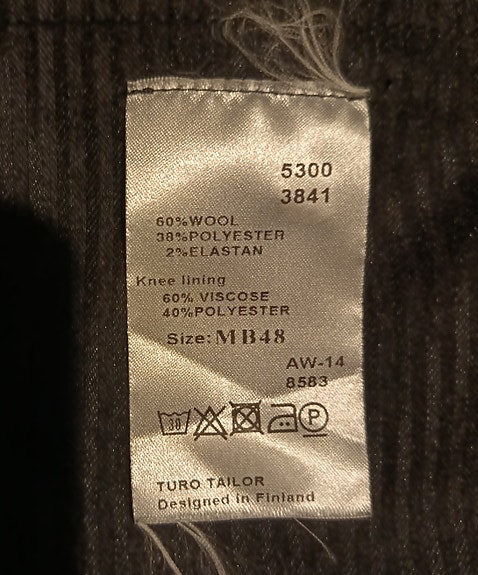 5300
3841
60%WOOL
38%POLYESTER
2%ELASTAN
Knee lining
60% VISCOSE
40%POLYESTER
Size: MB48
AW-14
8583
30 P
TURO TAILOR
Designed in Finland